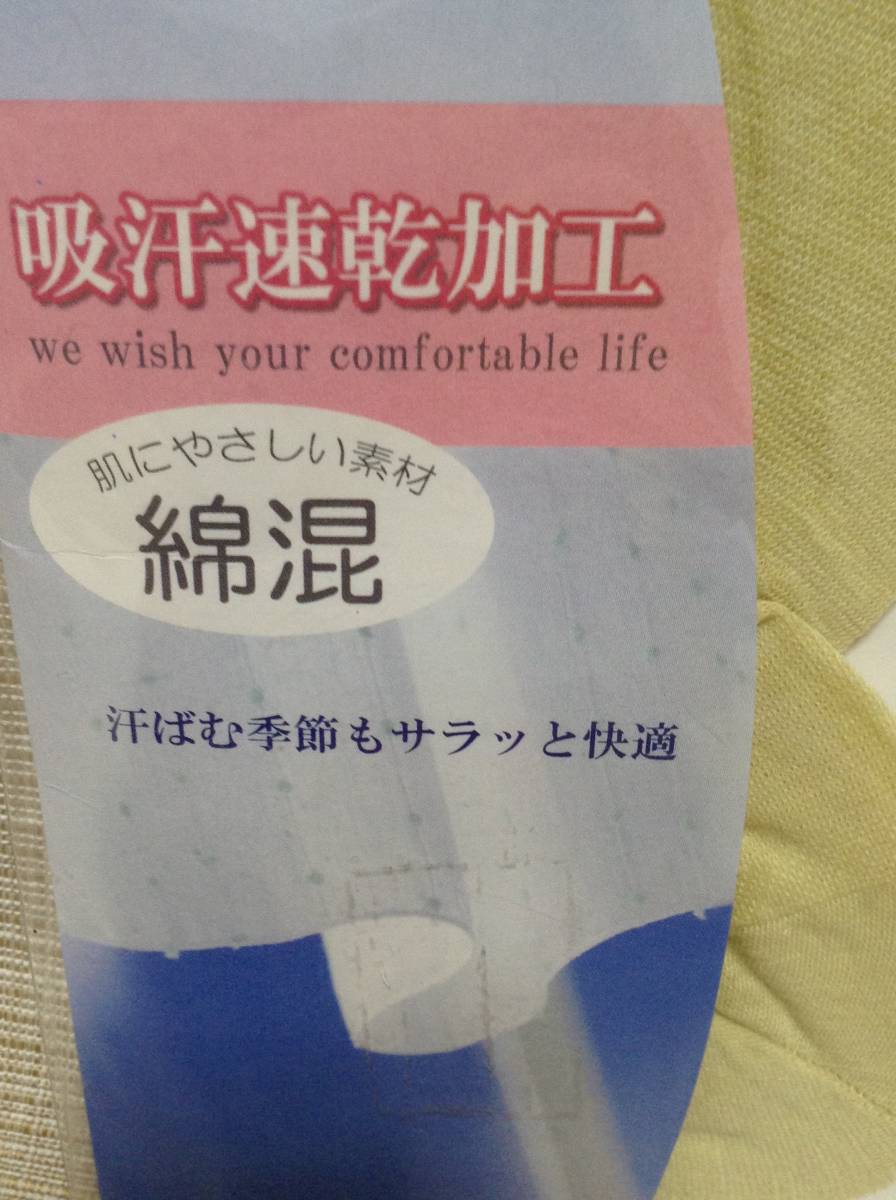 吸汗速乾加工
we wish your comfortable life
肌にやさしい素材
綿混
汗ばむ季節もサラッと快適